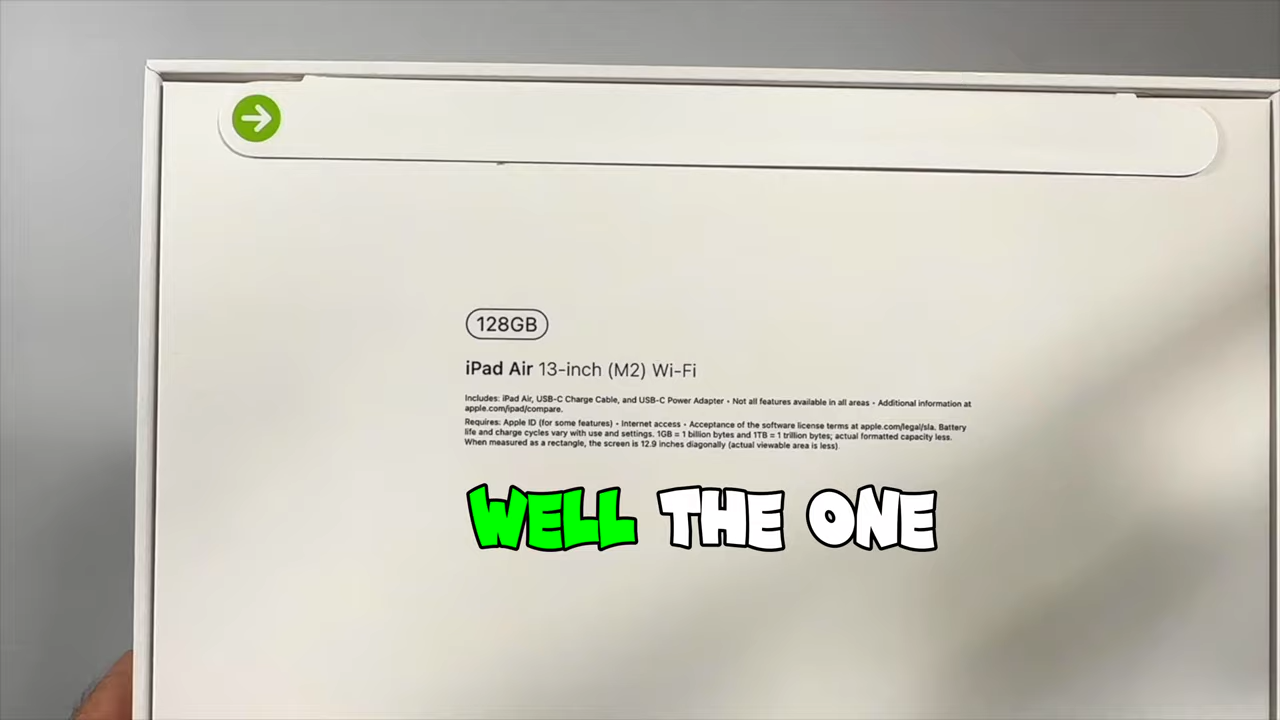 128GB
iPad Air 13-inch (M2) Wi-Fi
Includes: iPad Air, USB-C Charge Cable, and USB-C Power Adapter • Not all features available in all areas • Additional information at
apple.com/ipad/compare.
Requires: Apple ID (for some features) • Internet access • Acceptance of the software license terms at apple.com/legal/sla. Battery
life and charge cycles vary with use and settings. 1GB = 1 billion bytes and 1TB = 1 trillion bytes; actual formatted capacity less.
When measured as a rectangle, the screen is 12.9 inches diagonally (actual viewable area is less).
WELL THE ONE